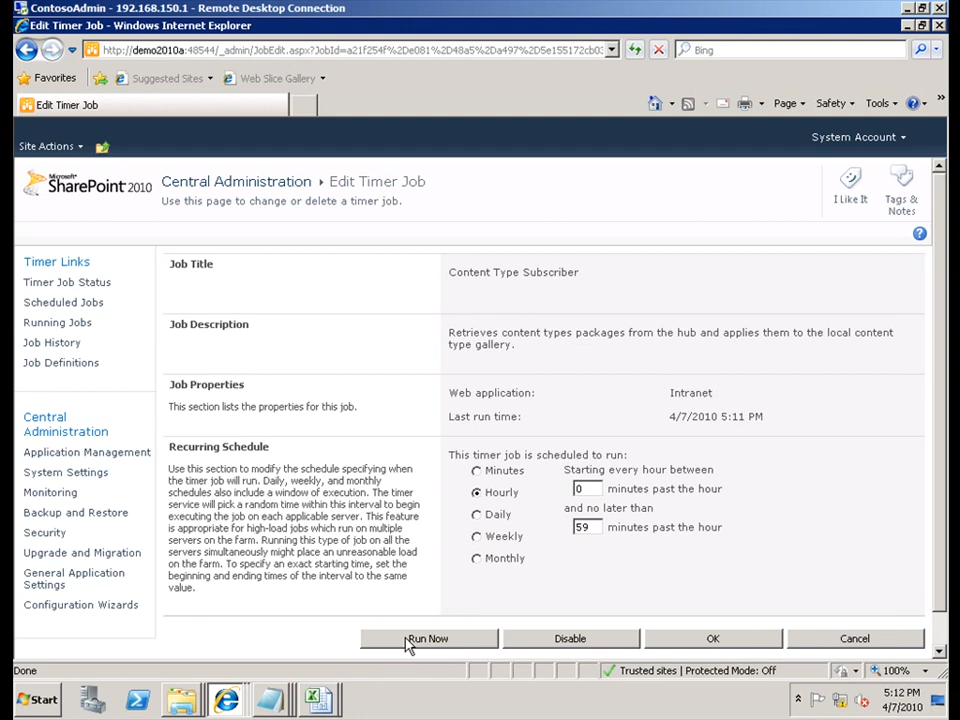 ContosoAdmin - 192.168.150.1 - Remote Desktop Connection
Edit Timer Job - Windows Internet Explorer
http://demo2010a:48544/_admin/JobEdit.aspx?JobId=a21f254f%2De081%2D48a5%2Da497%2D5e155172cb03
Bing
Favorites
Suggested Sites
Web Slice Gallery
Edit Timer Job
Page
Safety
Tools
Site Actions
System Account
Microsoft
SharePoint 2010
Central Administration
Edit Timer Job
Use this page to change or delete a timer job.
I Like It
Tags &
Notes
Timer Links
Timer Job Status
Scheduled Jobs
Running Jobs
Job History
Job Definitions
Central
Administration
Application Management
System Settings
Monitoring
Backup and Restore
Security
Upgrade and Migration
General Application
Settings
Configuration Wizards
Job Title
Content Type Subscriber
Job Description
Retrieves content types packages from the hub and applies them to the local content
type gallery.
Job Properties
This section lists the properties for this job.
Web application: Intranet
Last run time: 4/7/2010 5:11 PM
Recurring Schedule
Use this section to modify the schedule specifying when
the timer job will run. Daily, weekly, and monthly
schedules also include a window of execution. The timer
service will pick a random time within this interval to begin
executing the job on each applicable server. This feature
is appropriate for high-load jobs which run on multiple
servers on the farm. Running this type of job on all the
servers simultaneously might place an unreasonable load
on the farm. To specify an exact starting time, set the
beginning and ending times of the interval to the same
value.
This timer job is scheduled to run:
Minutes
Hourly
Daily
Weekly
Monthly
Starting every hour between
0 minutes past the hour
and no later than
59 minutes past the hour
Run Now
Disable
OK
Cancel
Done
Trusted sites | Protected Mode: Off
100%
Start
5:12 PM
4/7/2010